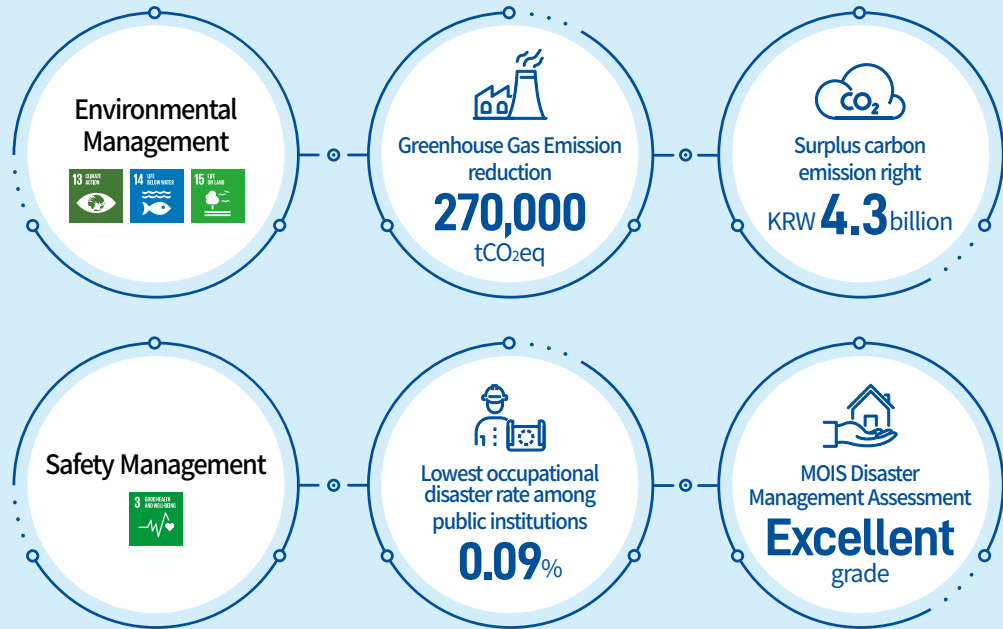 Environmental
Management
13 CLIMATE
ACTION
14 LIFE
BELOW WATER
15 LIFE
ON LAND
Greenhouse Gas Emission
reduction
270,000
tCO₂eq
CO₂
Surplus carbon
emission right
KRW 4.3 billion
Safety Management
3 GOOD HEALTH
AND WELL-BEING
Lowest occupational
disaster rate among
public institutions
0.09%
MOIS Disaster
Management Assessment
Excellent
grade